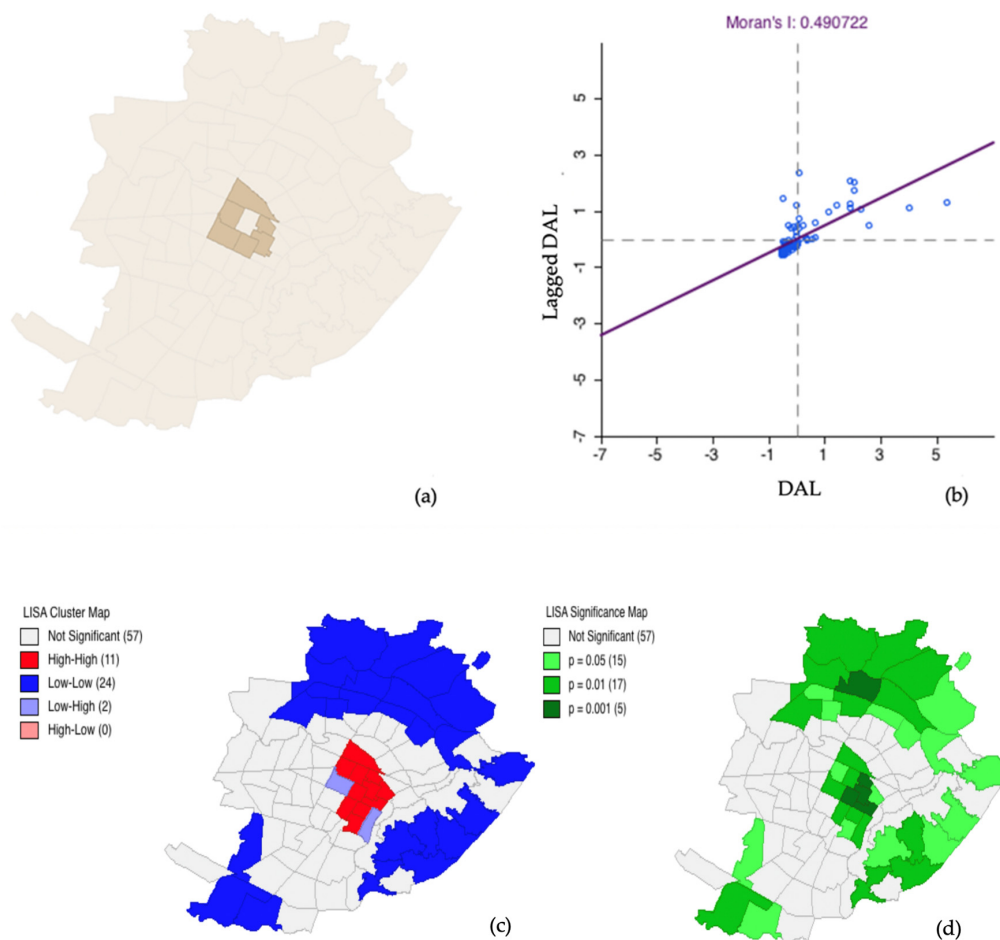 Moran's I: 0.490722
5
3
1
-1
-3
-5
-7
Lagged DAL
-7
-5
-3
-1
1
3
5
DAL
(a)
(b)
LISA Cluster Map
Not Significant (57)
High-High (11)
Low-Low (24)
Low-High (2)
High-Low (0)
(c)
LISA Significance Map
Not Significant (57)
p = 0.05 (15)
p = 0.01 (17)
p = 0.001 (5)
(d)